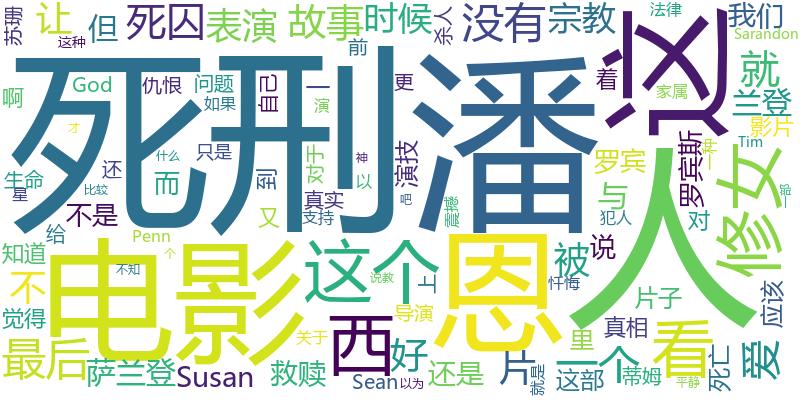 苏珊
让
但
死囚
表演
故事
时候
没有
宗教
杀人
我们
法律
Sarandon
这种
God
仇恨
问题
前
更
着
就
啊
如果
自己
一
演
家属
兰登
才
死刑
潘
这
人
影片
Tim
什么
只是
对于
神
演技
罗宾
罗宾斯
一种
生命
还
而
到
以
星
比较
真实
吧
与
修女
不是
又
支持
震撼
犯人
对
给
Penn
个
知道
不知
电影
这个
恩
被
说
说教
上
忏悔
不
觉得
关于
西
导演
片子
应该
里
真相
看
最后
萨兰登
救赎
好
还是
片
一个
爱
Susan
Sean
以为
就是
这部
蒂姆
死亡
平静